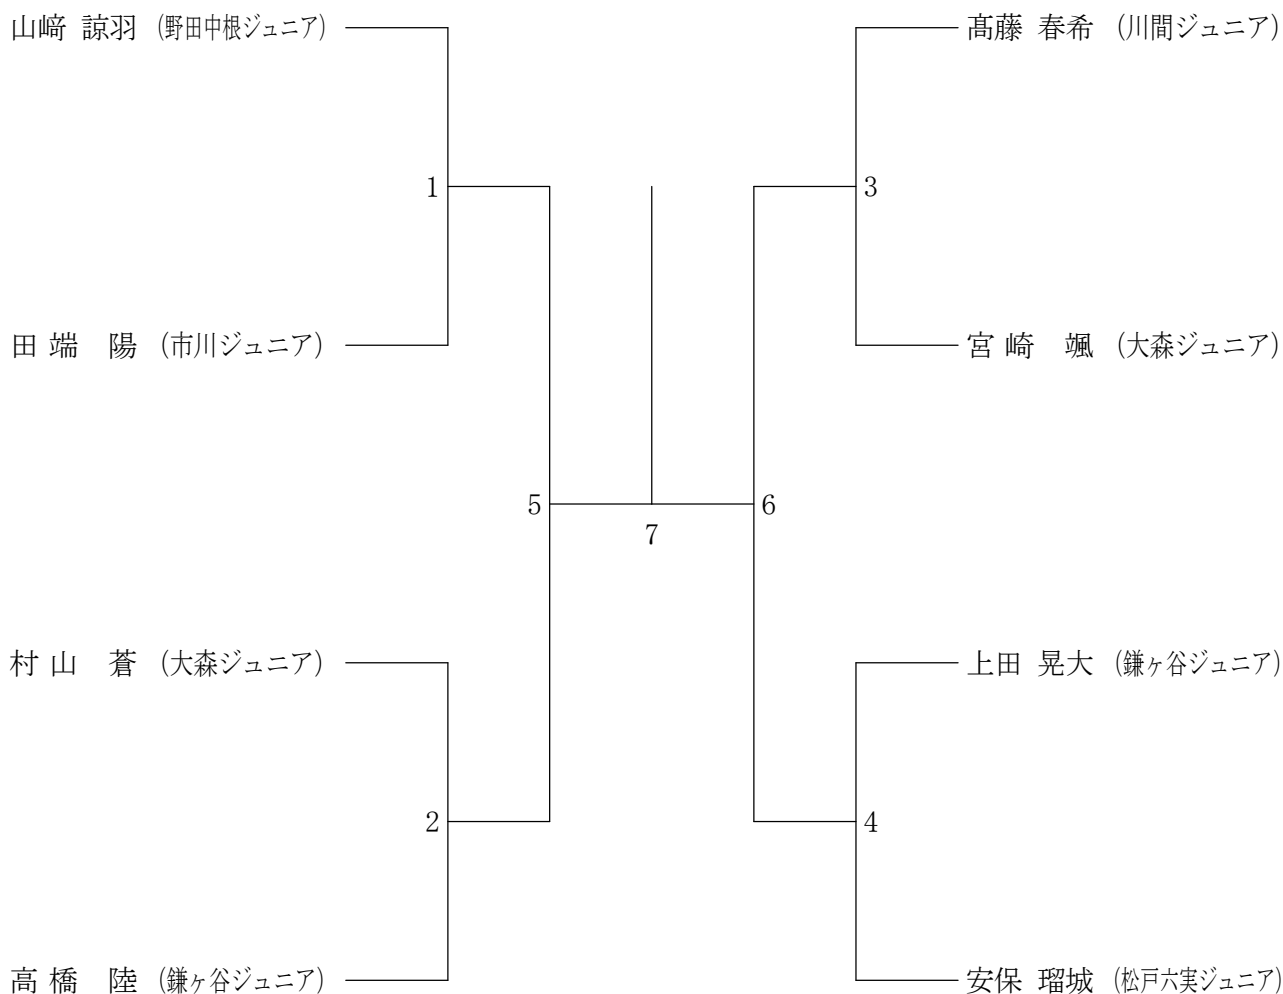 山﨑 諒羽 (野田中根ジュニア)
1
田端 陽 (市川ジュニア)
村山 蒼 (大森ジュニア)
2
高橋 陸 (鎌ヶ谷ジュニア)
5
7
6
髙藤 春希 (川間ジュニア)
3
宮崎 颯 (大森ジュニア)
上田 晃大 (鎌ヶ谷ジュニア)
4
安保 瑠城 (松戸六実ジュニア)